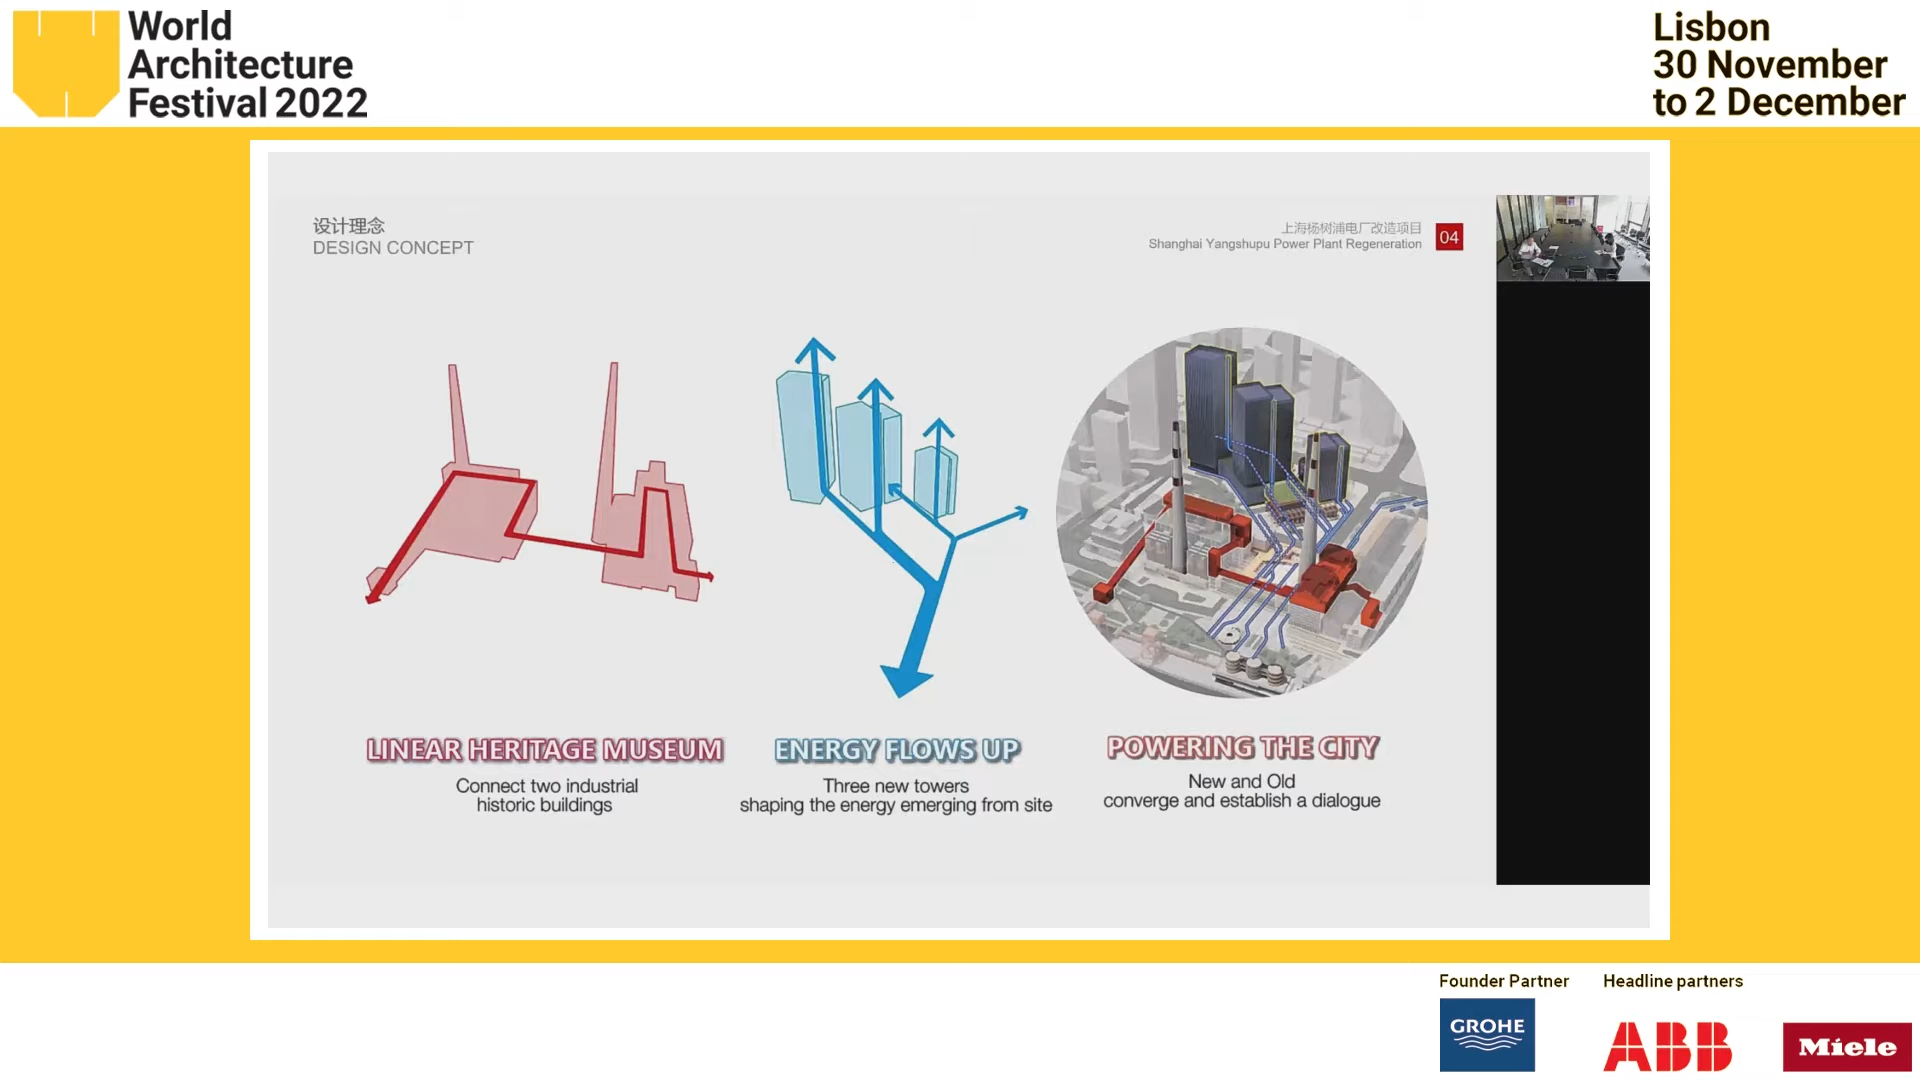 World
Architecture
Festival 2022
Lisbon
30 November
to 2 December
设计理念
DESIGN CONCEPT
上海杨树浦电厂改造项目
Shanghai Yangshupu Power Plant Regeneration
04
LINEAR HERITAGE MUSEUM
Connect two industrial
historic buildings
ENERGY FLOWS UP
Three new towers
shaping the energy emerging from site
POWERING THE CITY
New and Old
converge and establish a dialogue
Founder Partner
Headline partners
GROHE
ABB
Miele